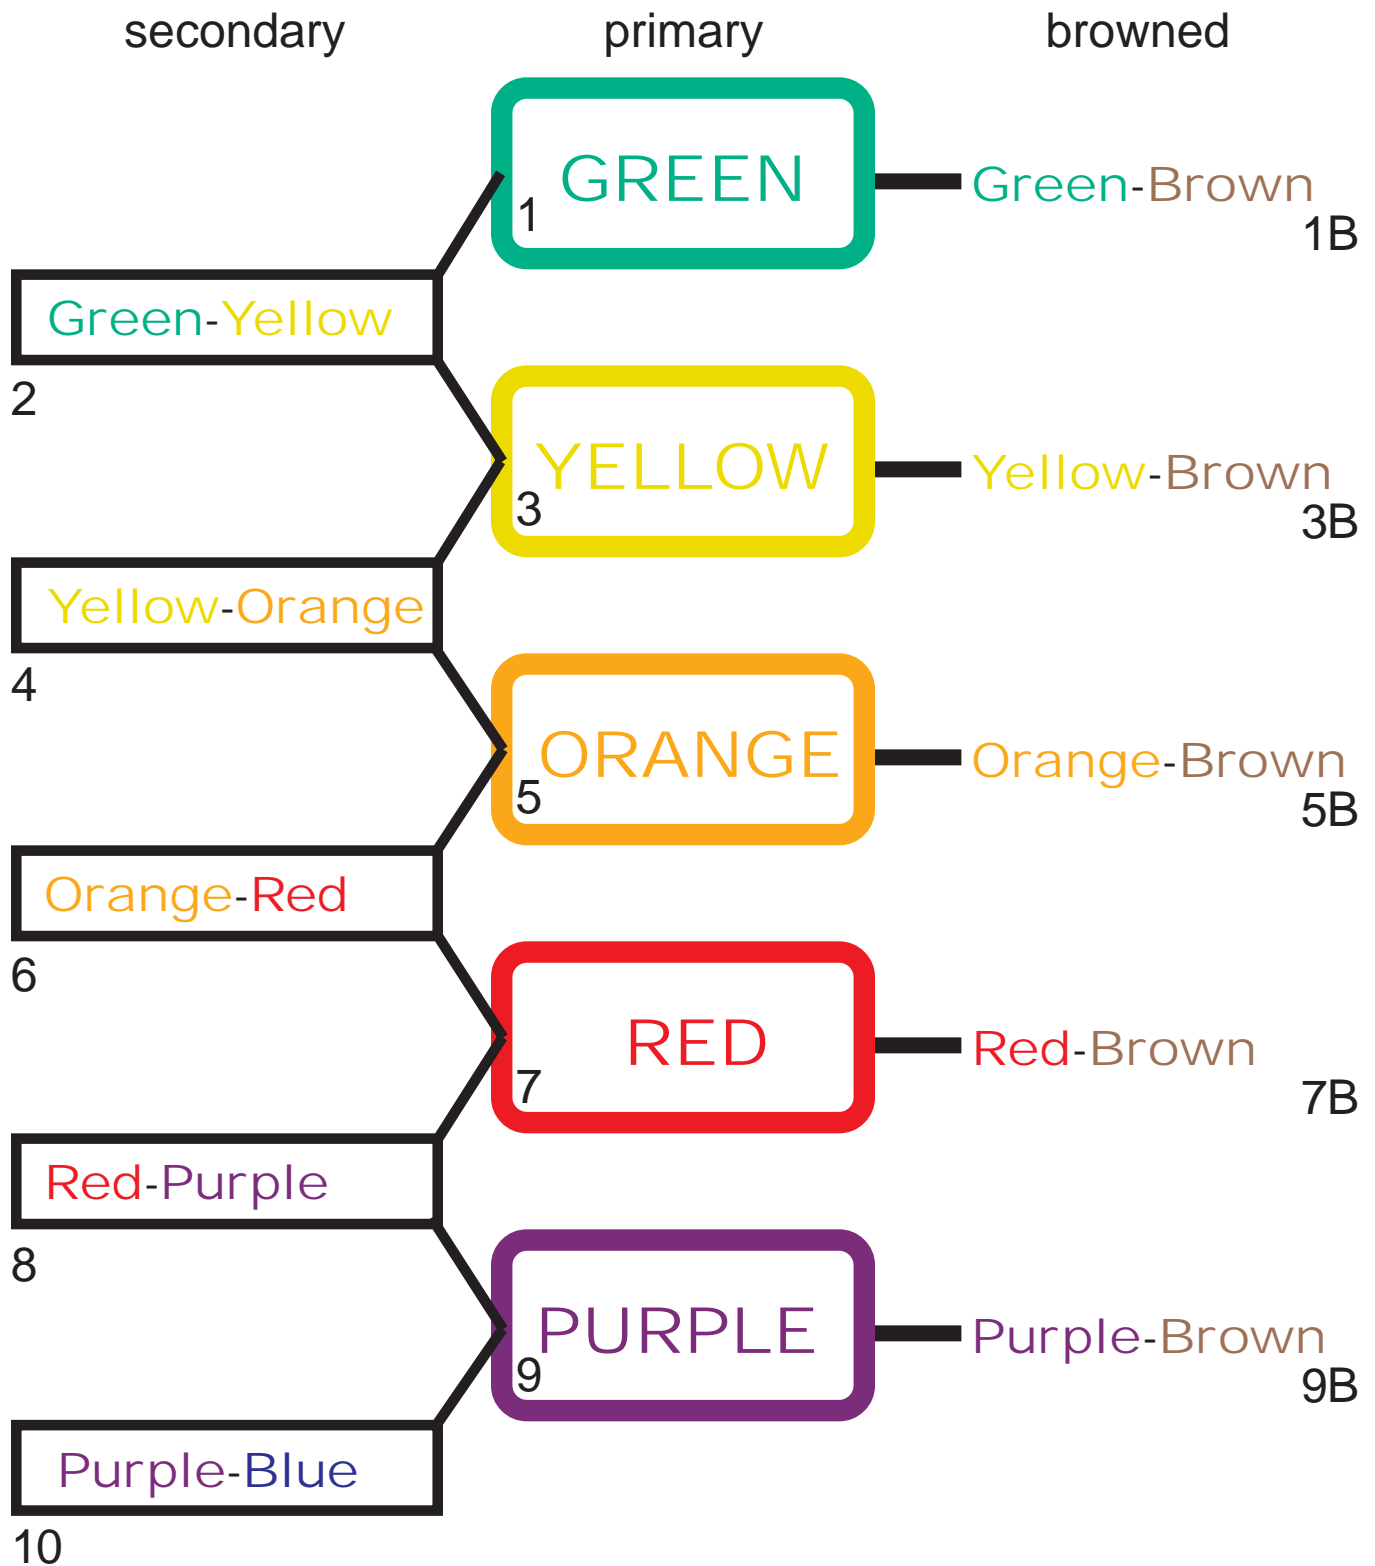 secondary primary browned
GREEN
1
Green-Brown
1B
Green-Yellow
2
YELLOW
3
Yellow-Brown
3B
Yellow-Orange
4
ORANGE
5
Orange-Brown
5B
Orange-Red
6
RED
7
Red-Brown
7B
Red-Purple
8
PURPLE
9
Purple-Brown
9B
Purple-Blue
10